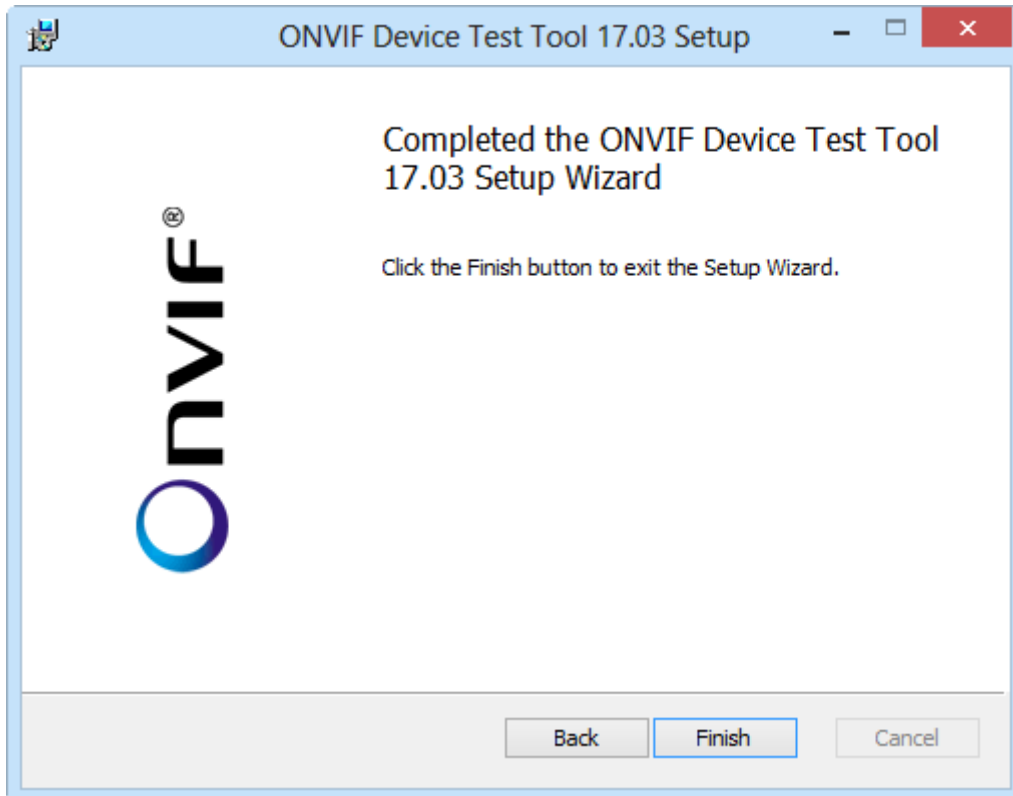 ONVIF Device Test Tool 17.03 Setup
Completed the ONVIF Device Test Tool
17.03 Setup Wizard
Click the Finish button to exit the Setup Wizard.
Onvif®
Back
Finish
Cancel